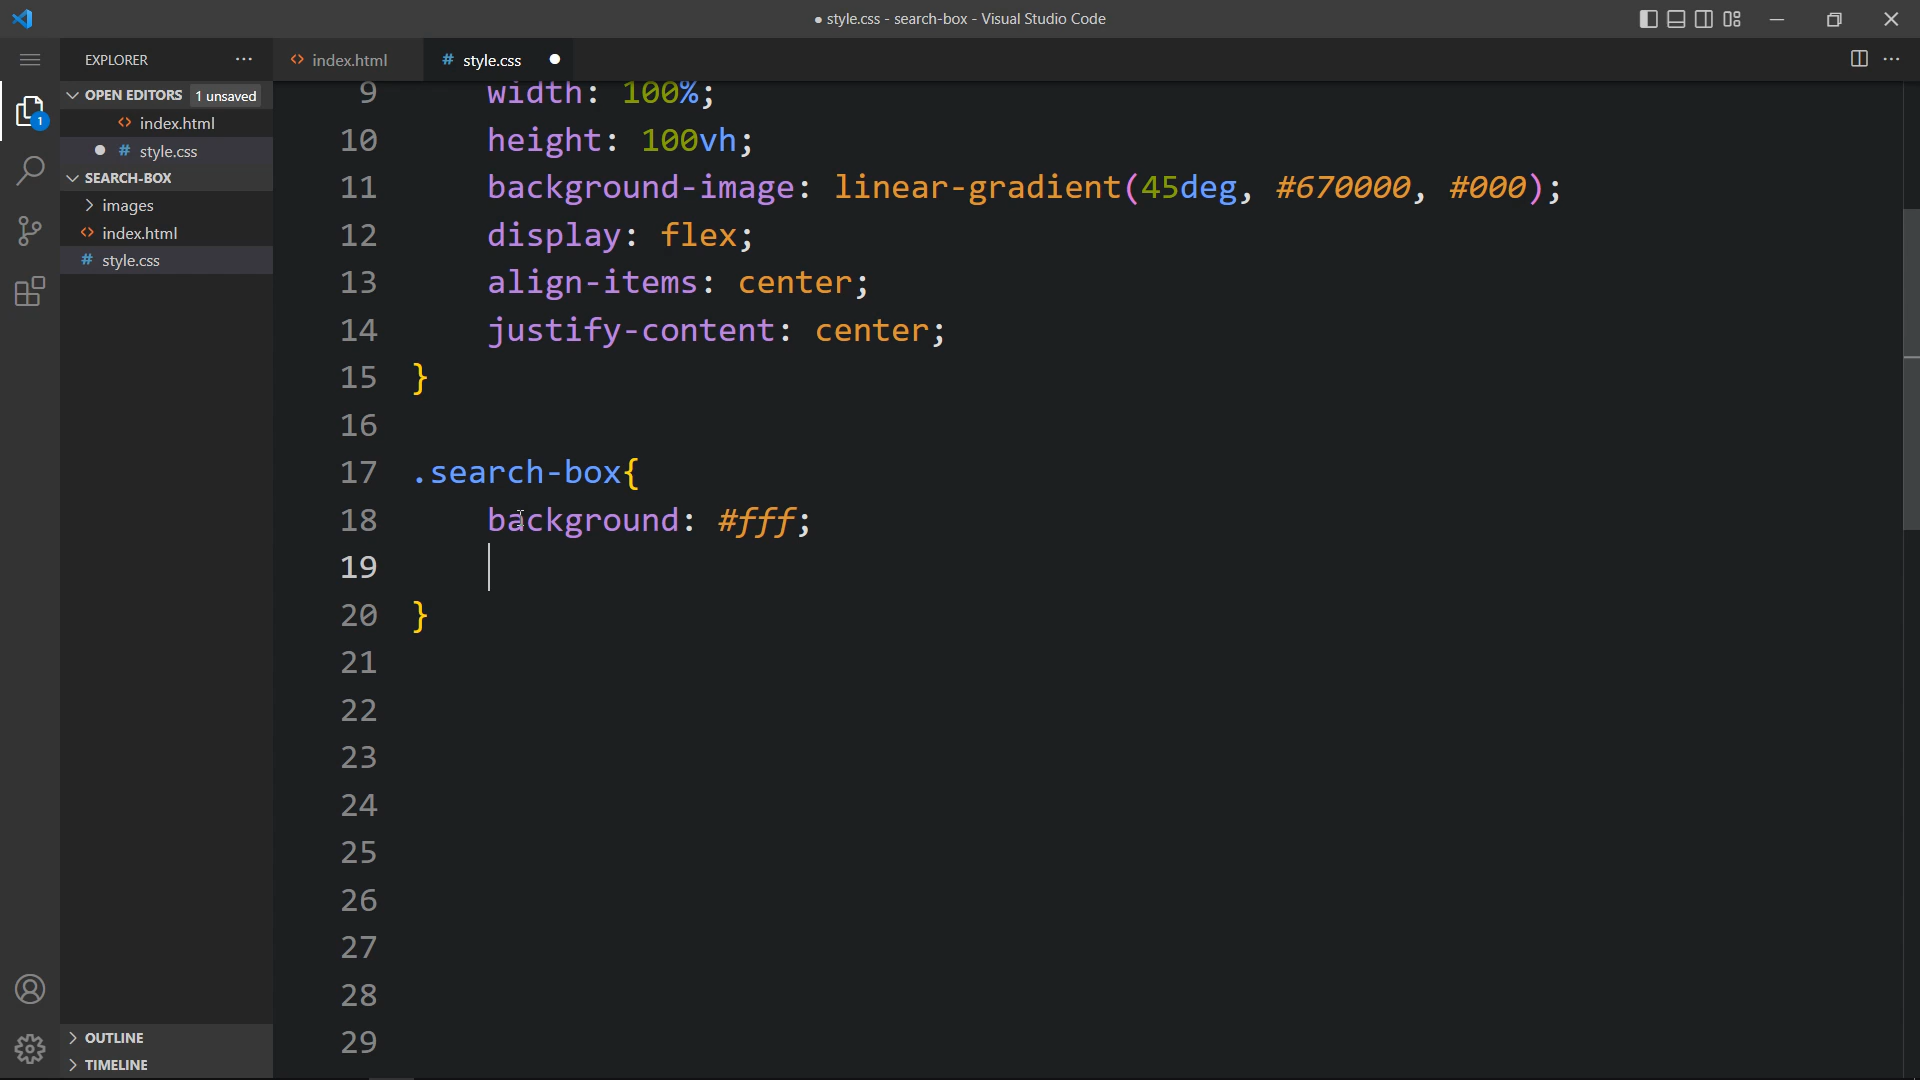 ● style.css - search-box - Visual Studio Code
EXPLORER ···
index.html
style.css
OPEN EDITORS 1 unsaved
index.html
style.css
SEARCH-BOX
images
index.html
style.css
1
OUTLINE
TIMELINE
9 width: 100%;
10 height: 100vh;
11 background-image: linear-gradient(45deg, #670000, #000);
12 display: flex;
13 align-items: center;
14 justify-content: center;
15 }
16
17 .search-box{
18 background: #fff;
19
20 }
21
22
23
24
25
26
27
28
29